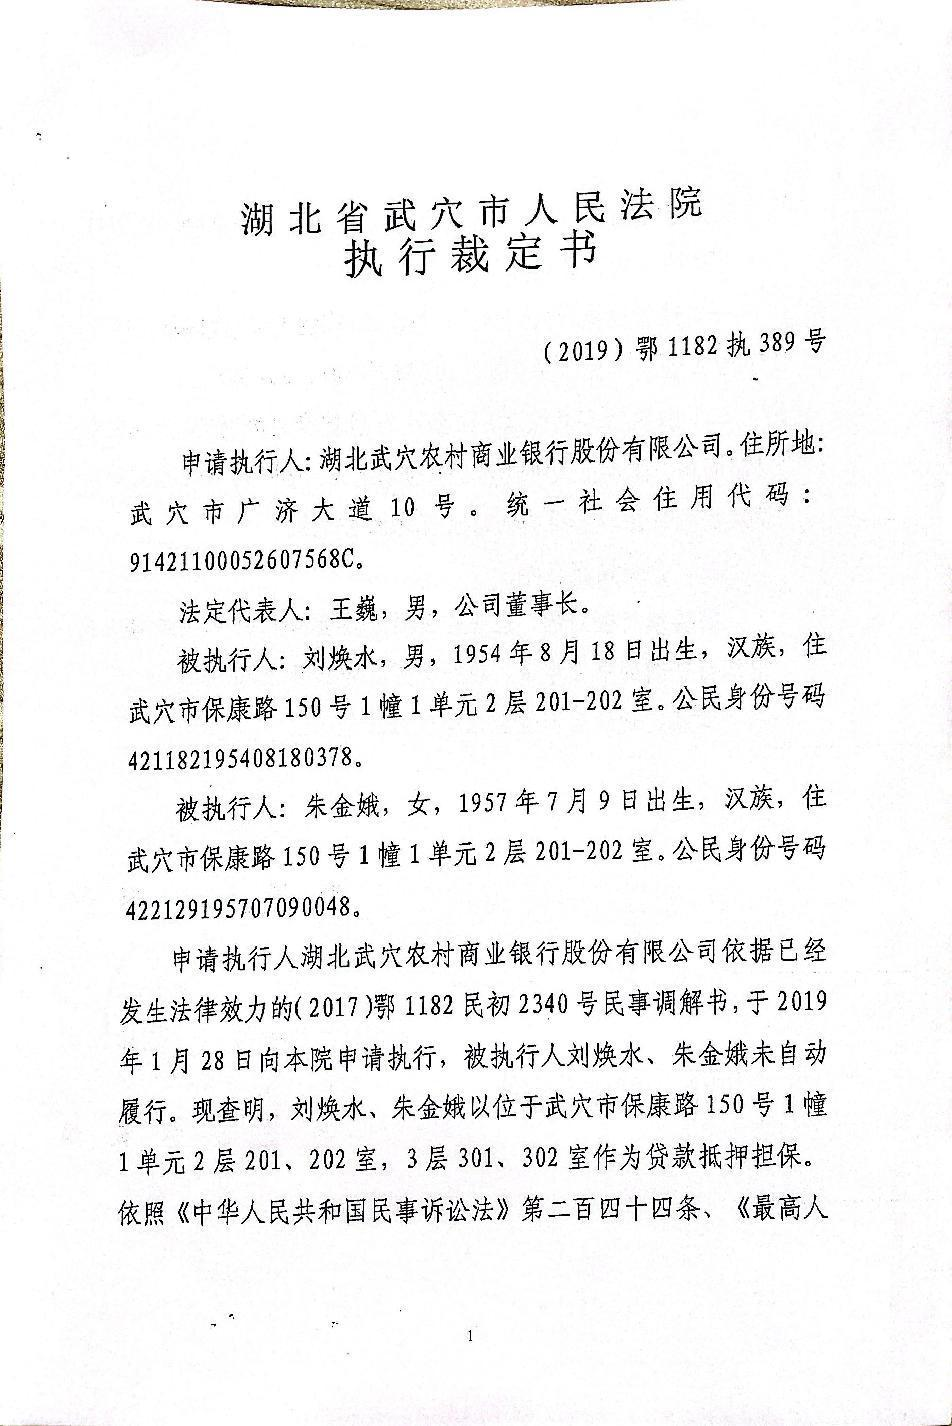 湖北省武穴市人民法院
执行裁定书
（2019）鄂1182执389号
申请执行人：湖北武穴农村商业银行股份有限公司。住所地：
武穴市广济大道10号。统一社会住用代码：
91421100052607568C。
法定代表人：王巍，男，公司董事长。
被执行人：刘焕水，男，1954年8月18日出生，汉族，住
武穴市保康路150号1幢1单元2层201-202室。公民身份号码
421182195408180378。
被执行人：朱金娥，女，1957年7月9日出生，汉族，住
武穴市保康路150号1幢1单元2层201-202室。公民身份号码
422129195707090048。
申请执行人湖北武穴农村商业银行股份有限公司依据已经
发生法律效力的(2017)鄂1182民初2340号民事调解书,于2019
年1月28日向本院申请执行，被执行人刘焕水、朱金娥未自动
履行。现查明，刘焕水、朱金娥以位于武穴市保康路150号1幢
1单元2层201、202室，3层301、302室作为贷款抵押担保。
依照《中华人民共和国民事诉讼法》第二百四十四条、《最高人
1